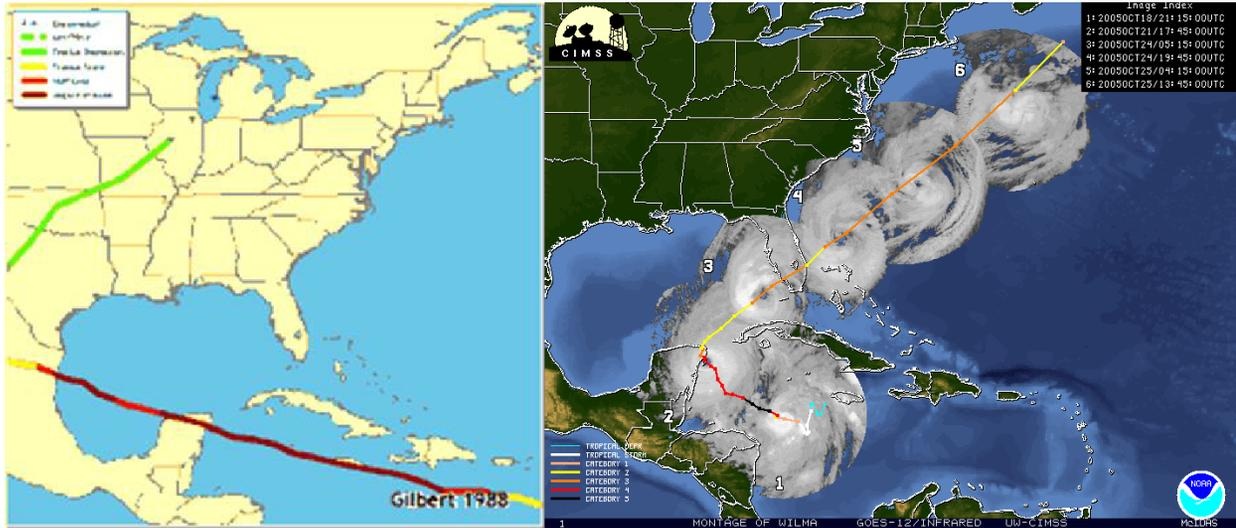 Gilbert 1988
CIMSS
Image Index
1: 2005OCT18/21:15:00UTC
2: 2005OCT21/17:45:00UTC
3: 2005OCT24/05:15:00UTC
4: 2005OCT24/19:45:00UTC
5: 2005OCT25/04:15:00UTC
6: 2005OCT25/13:45:00UTC
6
5
4
3
2
1
TROPICAL DEPR
TROPICAL STORM
CATEGORY 1
CATEGORY 2
CATEGORY 3
CATEGORY 4
CATEGORY 5
NOAA
1 MONTAGE OF WILMA GOES-12/INFRARED UW-CIMSS McIDAS